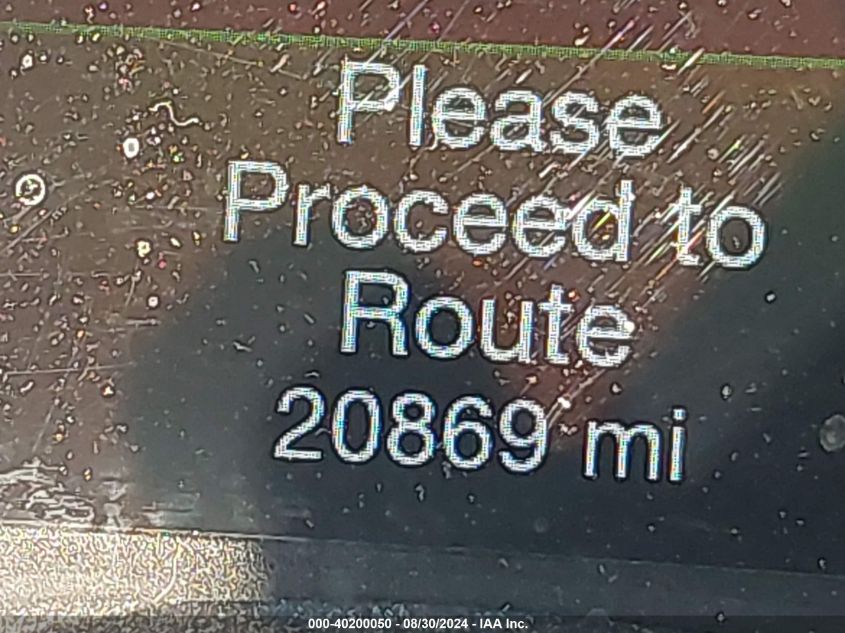 Please
Proceed to
Route
20869 mi
000-40200050 - 08/30/2024 - IAA Inc.